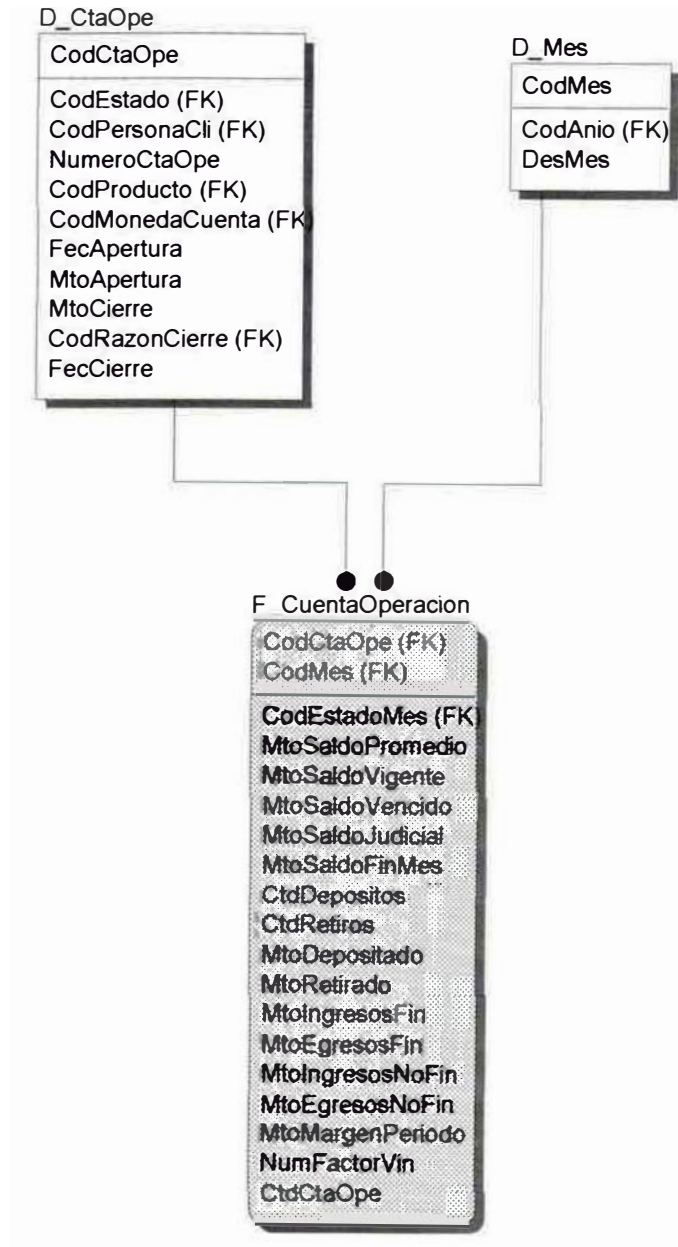 D_CtaOpe
CodCtaOpe
CodEstado (FK)
CodPersonaCli (FK)
NumeroCtaOpe
CodProducto (FK)
CodMonedaCuenta (FK)
FecApertura
MtoApertura
MtoCierre
CodRazonCierre (FK)
FecCierre
D_Mes
CodMes
CodAnio (FK)
DesMes
F_CuentaOperacion
CodCtaOpe (FK)
CodMes (FK)
CodEstadoMes (FK)
MtoSaldoPromedio
MtoSaldoVigente
MtoSaldoVencido
MtoSaldoJudicial
MtoSaldoFinMes
CtdDepositos
CtdRetiros
MtoDepositado
MtoRetirado
MtoIngresosFin
MtoEgresosFin
MtoIngresosNoFin
MtoEgresosNoFin
MtoMargenPeriodo
NumFactorVin
CtdCtaOpe